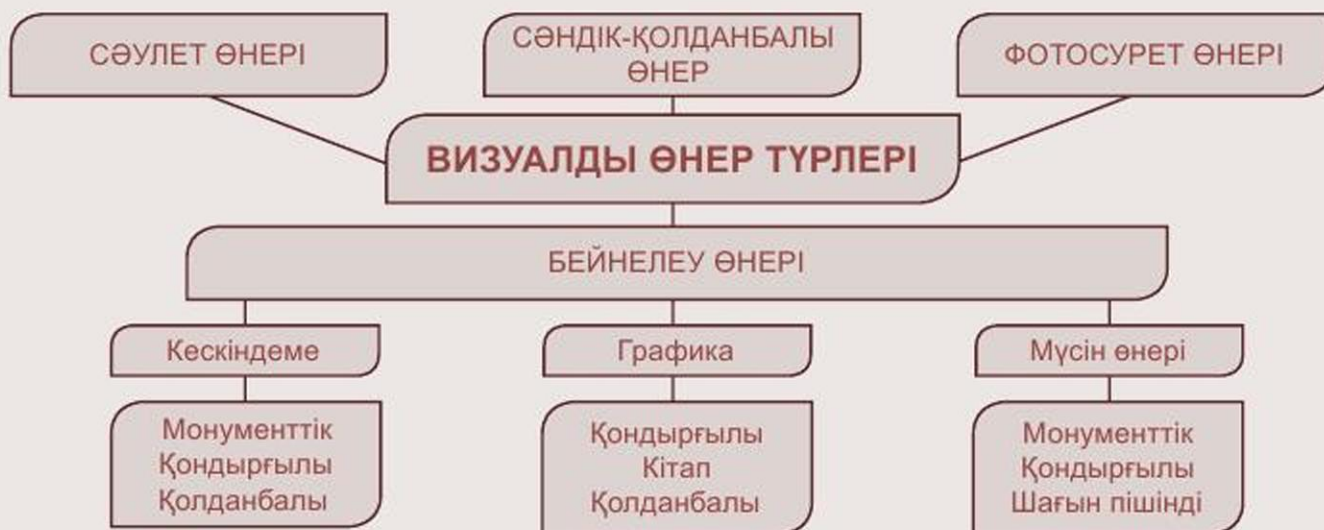 СӘУЛЕТ ӨНЕРІ
СӘНДІК-ҚОЛДАНБАЛЫ
ӨНЕР
ФОТОСУРЕТ ӨНЕРІ
ВИЗУАЛДЫ ӨНЕР ТҮРЛЕРІ
БЕЙНЕЛЕУ ӨНЕРІ
Кескіндеме
Графика
Мүсін өнері
Монументтік
Қондырғылы
Қолданбалы
Қондырғылы
Кітап
Қолданбалы
Монументтік
Қондырғылы
Шағын пішінді